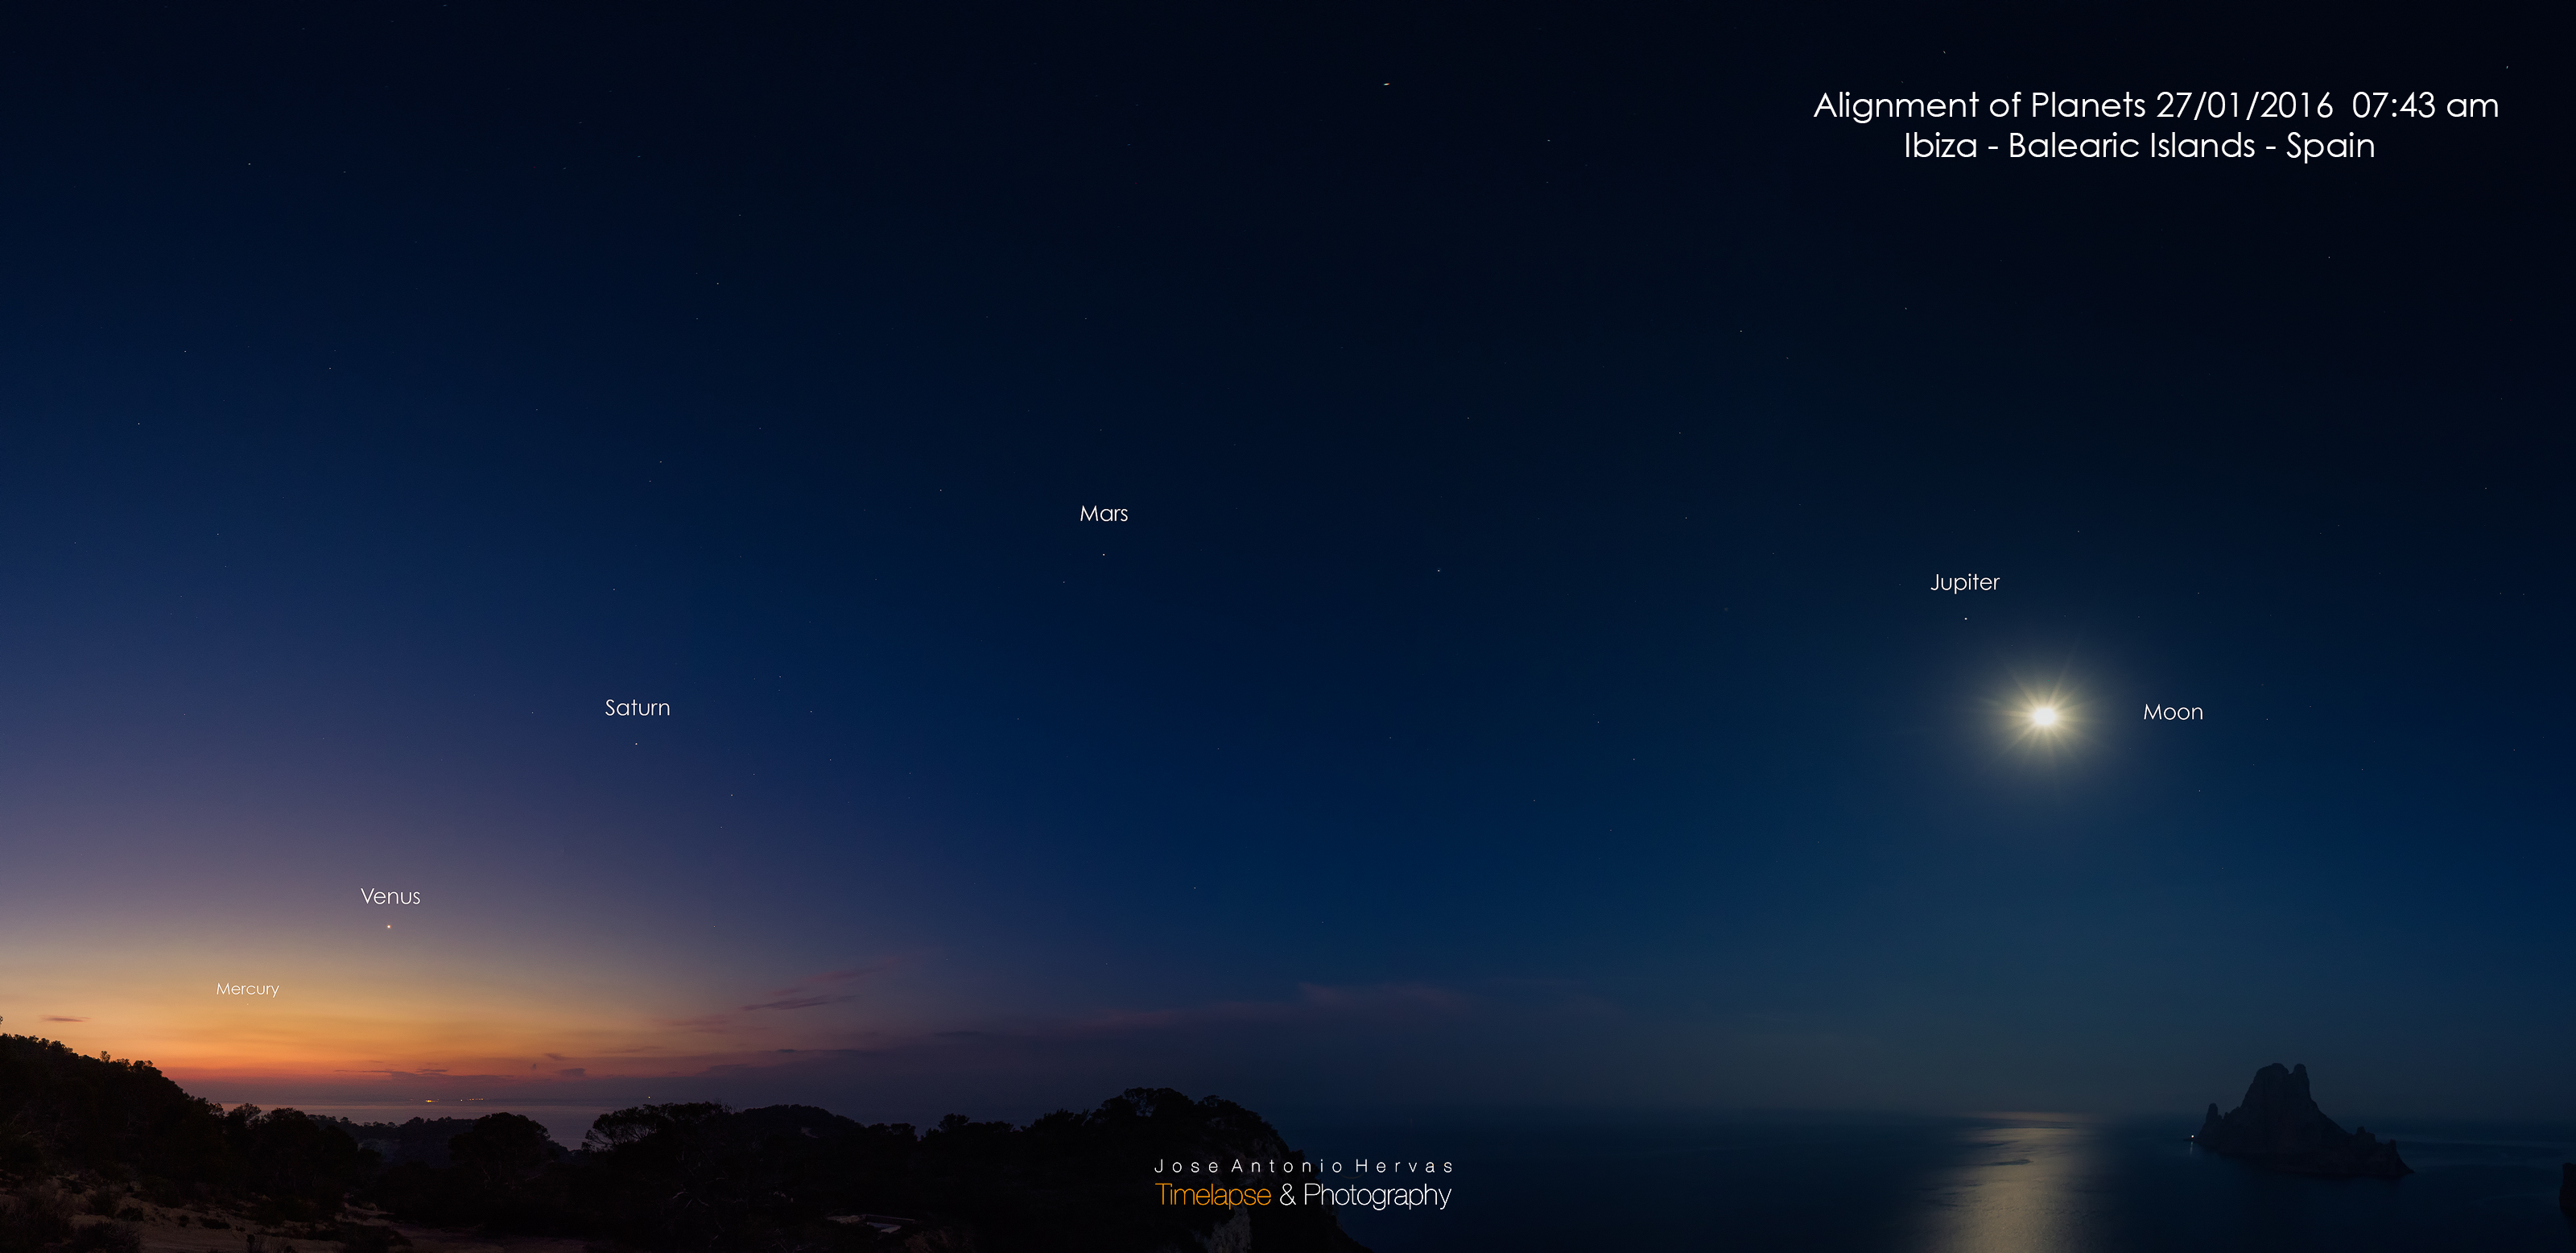 Alignment of Planets 27/01/2016  07:43 am
Ibiza - Balearic Islands - Spain
Mars
Jupiter
Saturn
Moon
Venus
Mercury
Jose Antonio Hervas
Timelapse & Photography